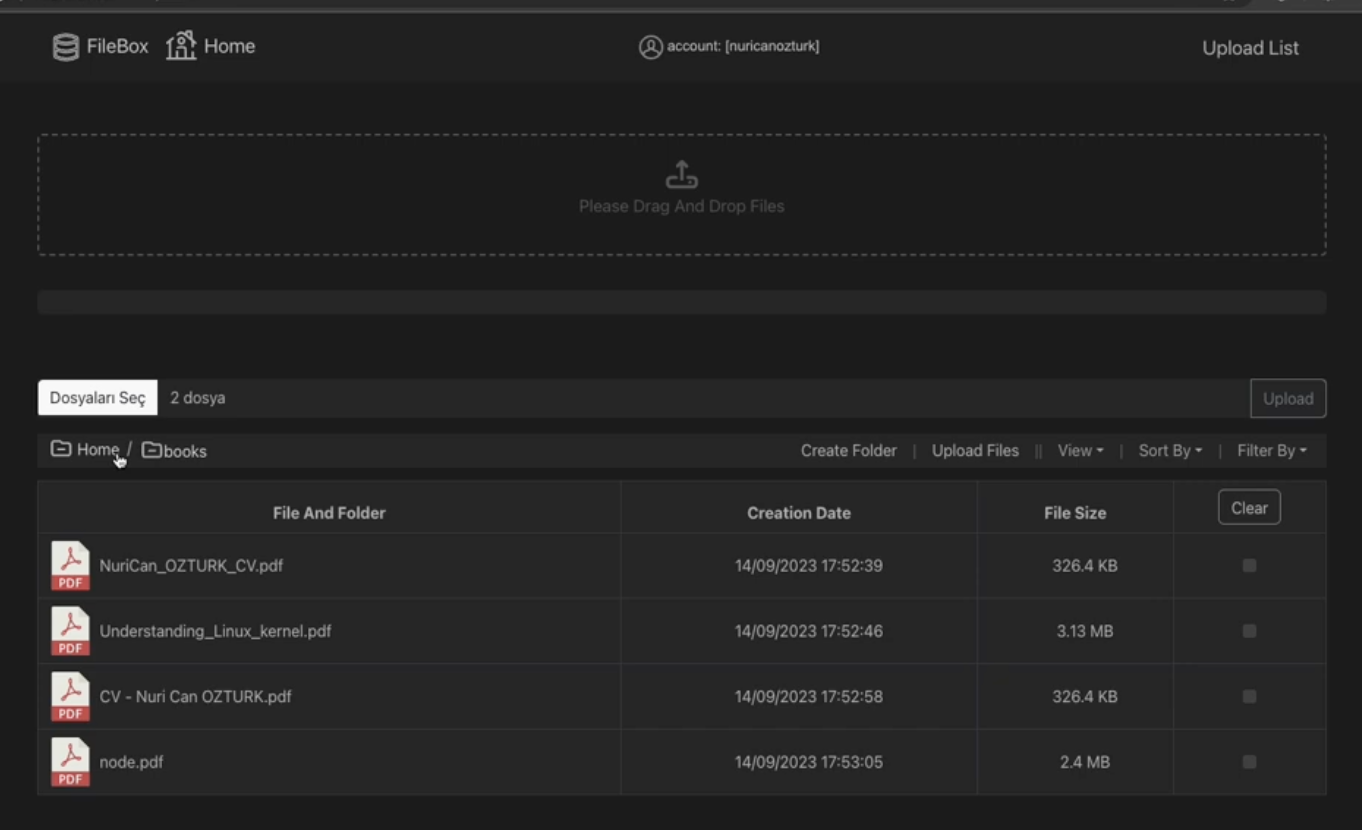 FileBox Home account: [nuricanozturk] Upload List
Please Drag And Drop Files
Dosyaları Seç 2 dosya Upload
Home / books Create Folder | Upload Files || View | Sort By | Filter By
File And Folder Creation Date File Size Clear
PDF NuriCan_OZTURK_CV.pdf 14/09/2023 17:52:39 326.4 KB
PDF Understanding_Linux_kernel.pdf 14/09/2023 17:52:46 3.13 MB
PDF CV - Nuri Can OZTURK.pdf 14/09/2023 17:52:58 326.4 KB
PDF node.pdf 14/09/2023 17:53:05 2.4 MB